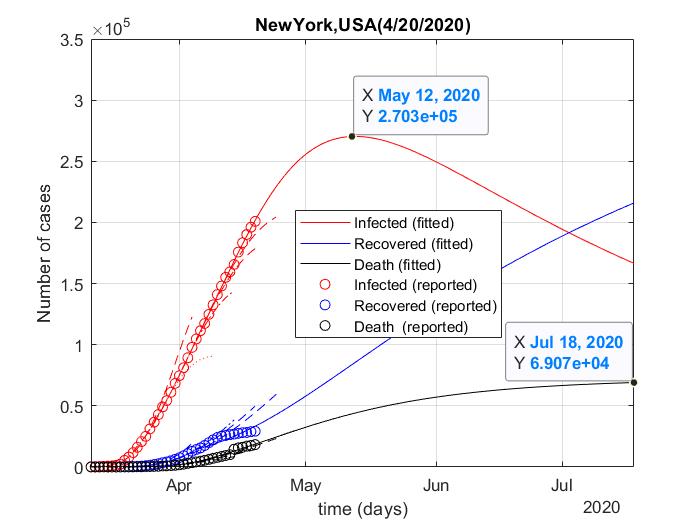 NewYork,USA(4/20/2020)
×10^5
3.5
3
2.5
2
1.5
1
0.5
0
Number of cases
X May 12, 2020
Y 2.703e+05
Infected (fitted)
Recovered (fitted)
Death (fitted)
Infected (reported)
Recovered (reported)
Death (reported)
X Jul 18, 2020
Y 6.907e+04
Apr May Jun Jul
time (days)
2020